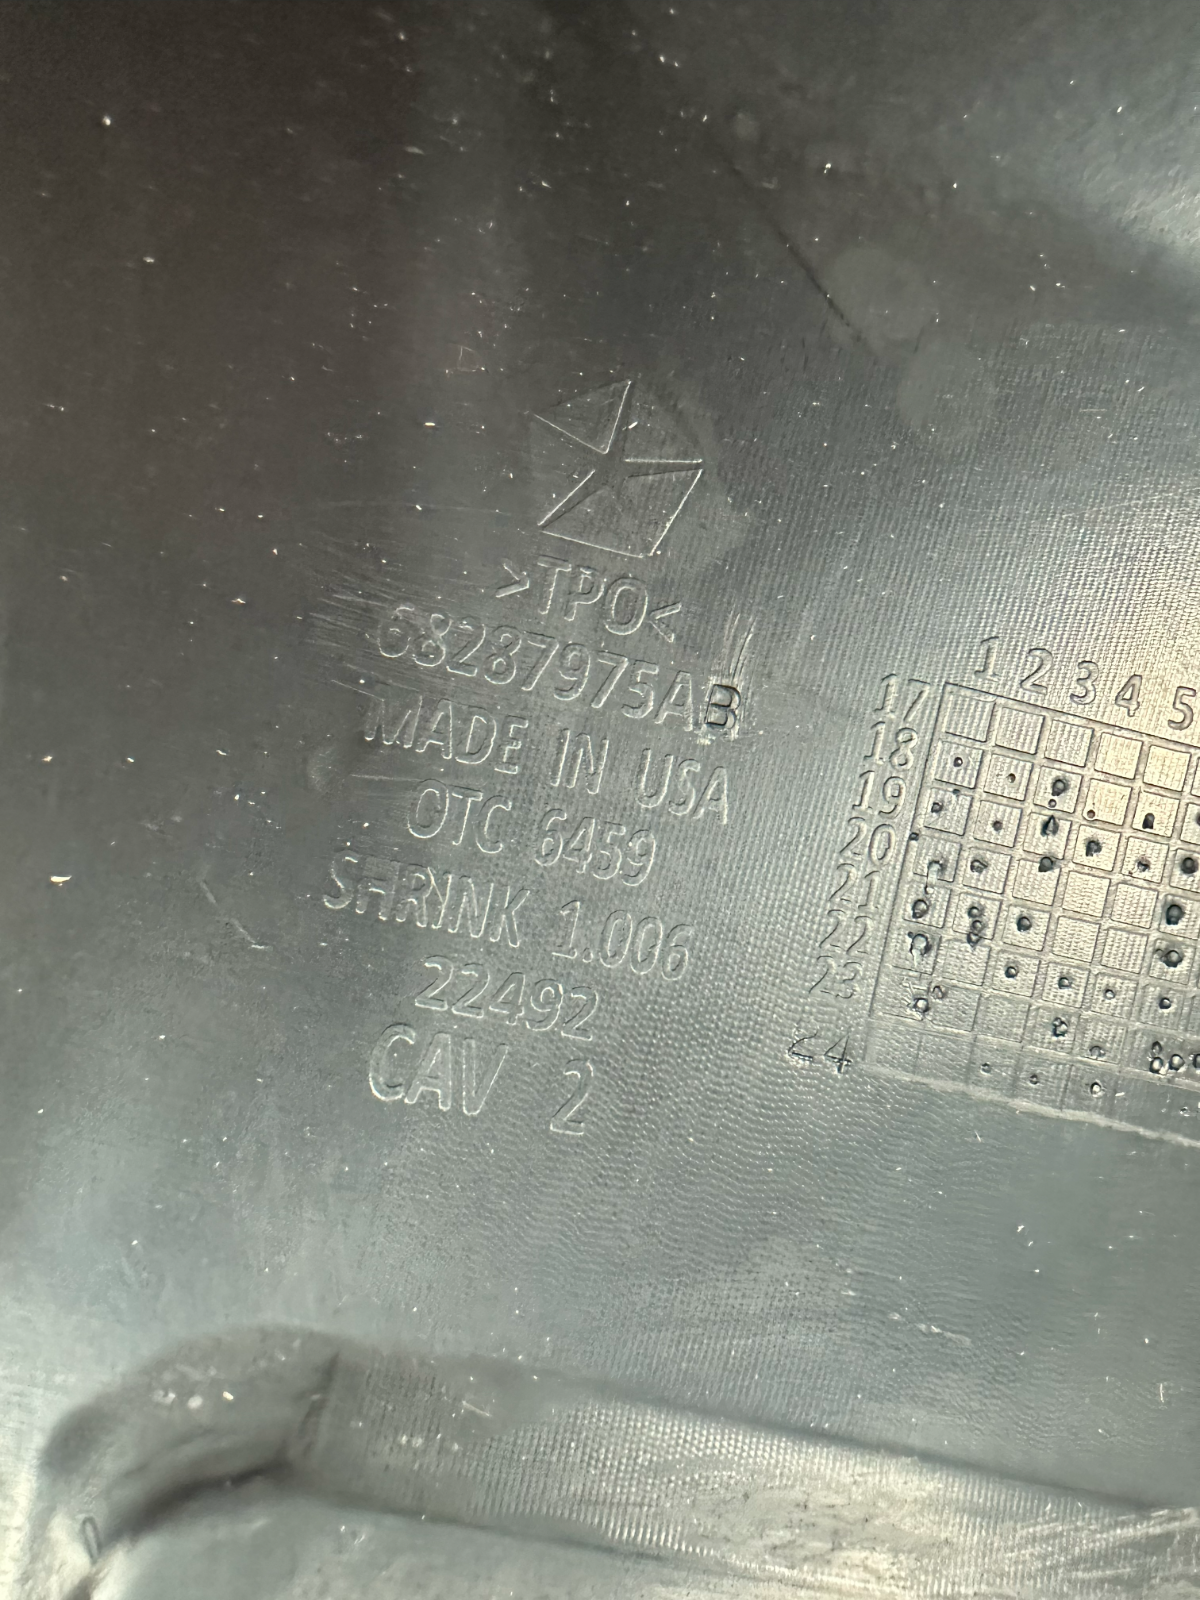 >TPO<
68287975AB
MADE IN USA
OTC 6459
SHRINK 1.006
22492
CAV 2
1 2 3 4 5
17
18
19
20
21
22
23
24